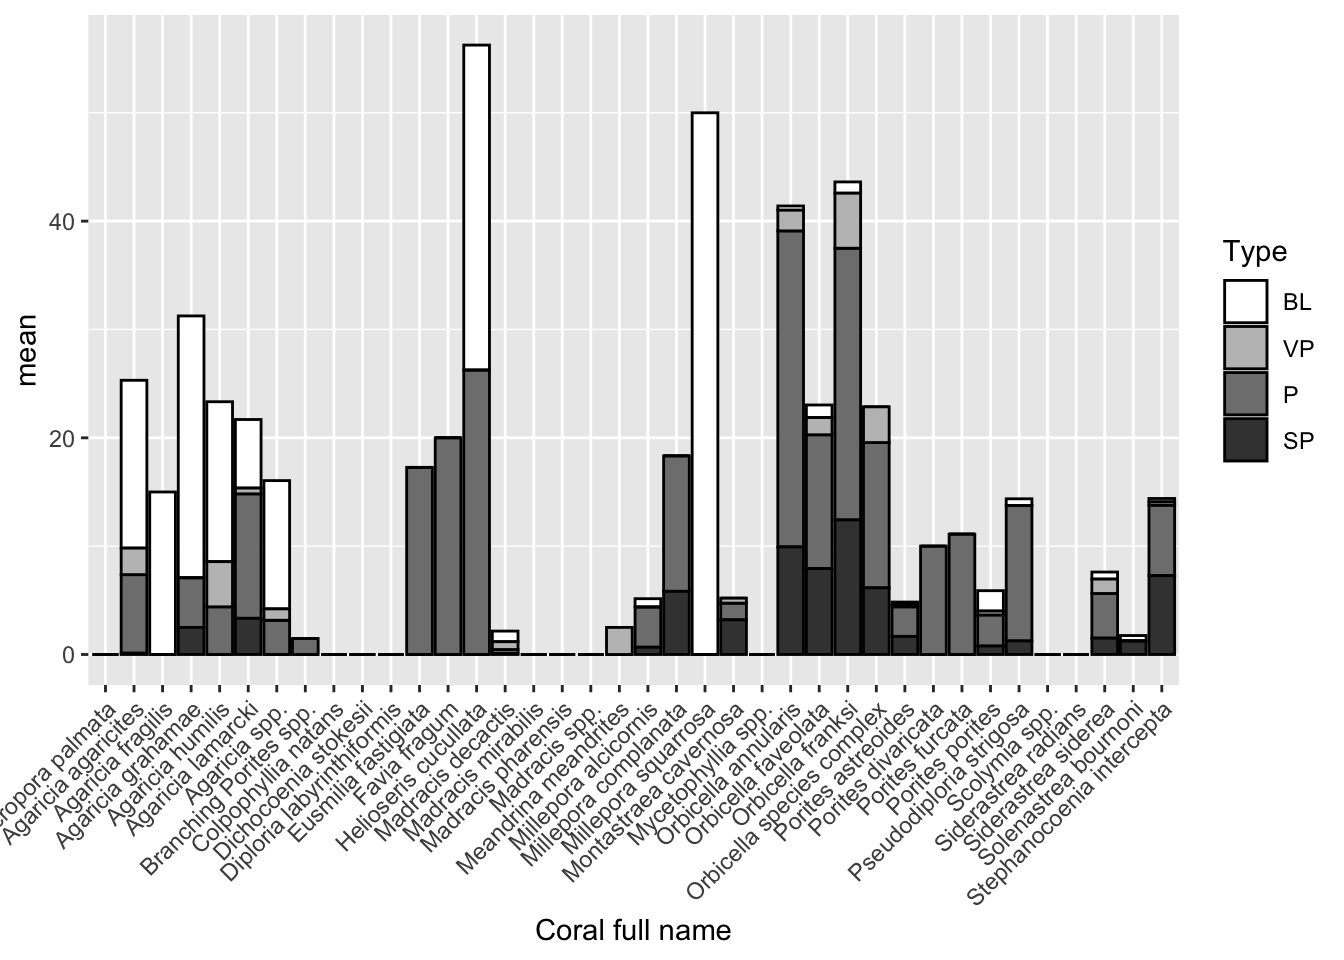 mean
40
20
0
cropora palmata
Agaricia agaricites
Agaricia fragilis
Agaricia grahamae
Agaricia humilis
Agaricia lamarcki
Agaricia spp.
Branching Porites spp.
Colpophyllia natans
Dichocoenia stokesii
Diploria labyrinthiformis
Eusmilia fastigiata
Favia fragum
Helioseris cucullata
Madracis decactis
Madracis mirabilis
Madracis pharensis
Madracis spp.
Meandrina meandrites
Millepora alcicornis
Millepora complanata
Millepora squarrosa
Montastraea cavernosa
Mycetophyllia spp.
Orbicella annularis
Orbicella faveolata
Orbicella franksi
Orbicella species complex
Porites astreoides
Porites divaricata
Porites furcata
Porites porites
Pseudodiploria strigosa
Scolymia spp.
Siderastrea radians
Siderastrea siderea
Solenastrea bournoni
Stephanocoenia intercepta
Coral full name
Type
BL
VP
P
SP